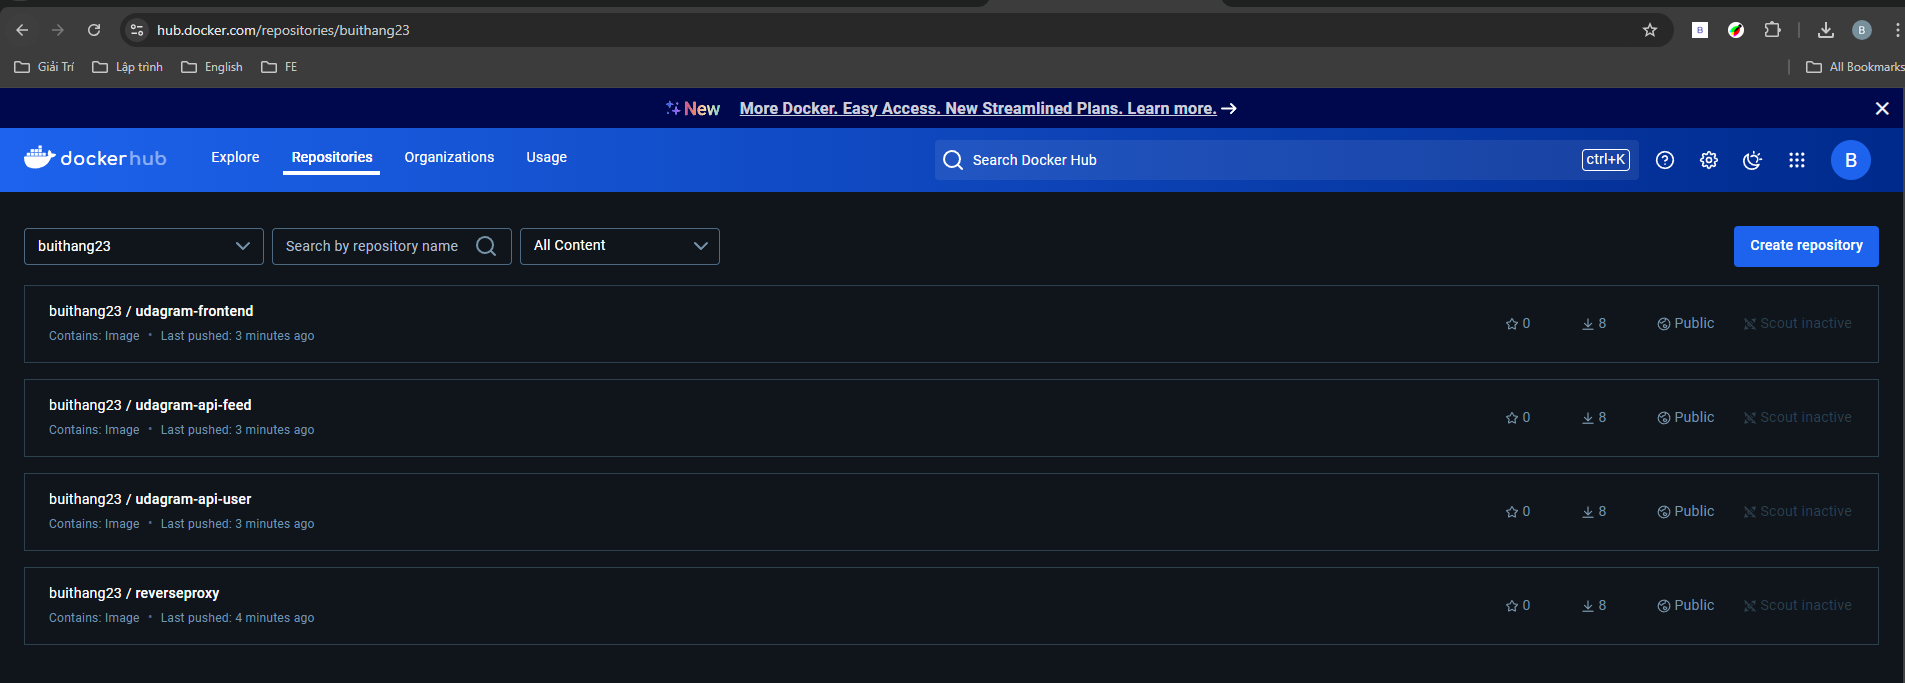 hub.docker.com/repositories/buithang23
B
B
Giải Trí
Lập trình
English
FE
All Bookmarks
New More Docker. Easy Access. New Streamlined Plans. Learn more.
dockerhub
Explore
Repositories
Organizations
Usage
Search Docker Hub
ctrl+K
B
buithang23
Search by repository name
All Content
Create repository
buithang23 / udagram-frontend
Contains: Image • Last pushed: 3 minutes ago
0
8
Public
Scout inactive
buithang23 / udagram-api-feed
Contains: Image • Last pushed: 3 minutes ago
0
8
Public
Scout inactive
buithang23 / udagram-api-user
Contains: Image • Last pushed: 3 minutes ago
0
8
Public
Scout inactive
buithang23 / reverseproxy
Contains: Image • Last pushed: 4 minutes ago
0
8
Public
Scout inactive